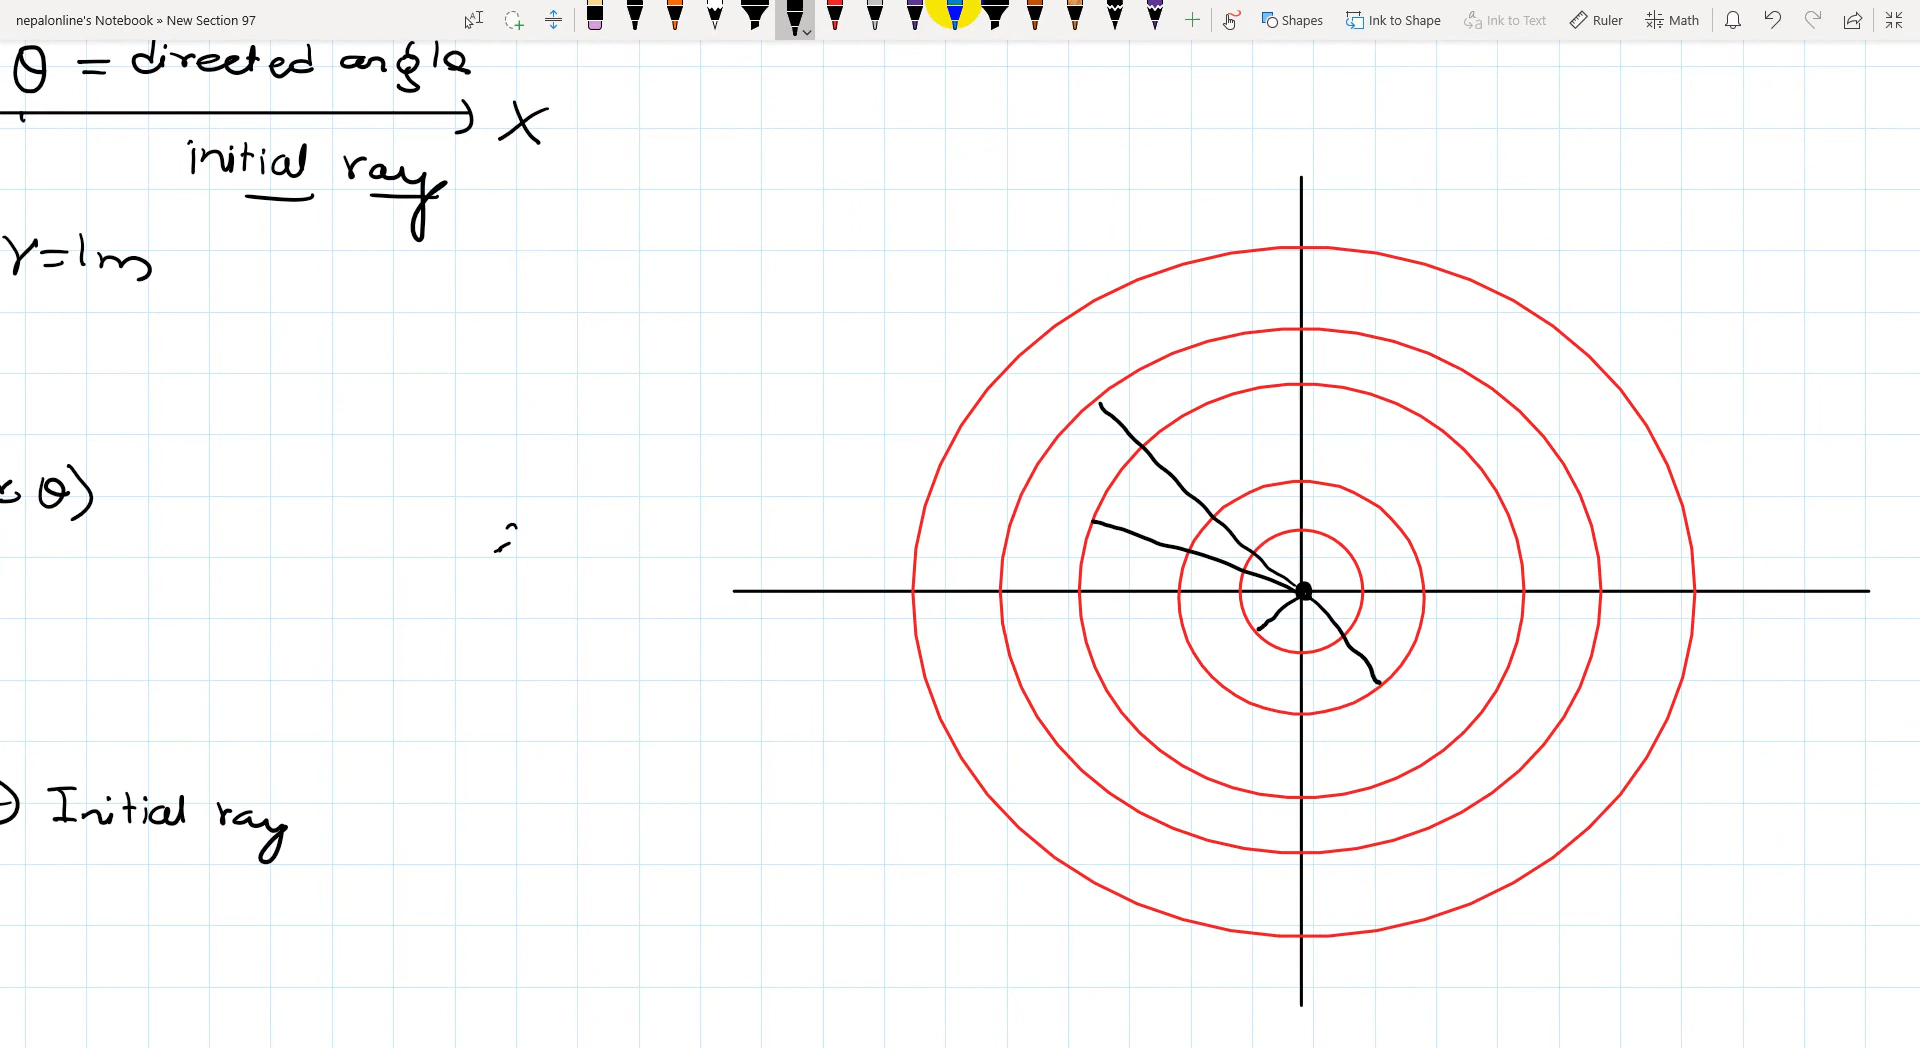 nepalonline's Notebook » New Section 97
Shapes Ink to Shape Ink to Text Ruler Math
θ = directed angle
X
initial ray
r=1m
θ)
Initial ray